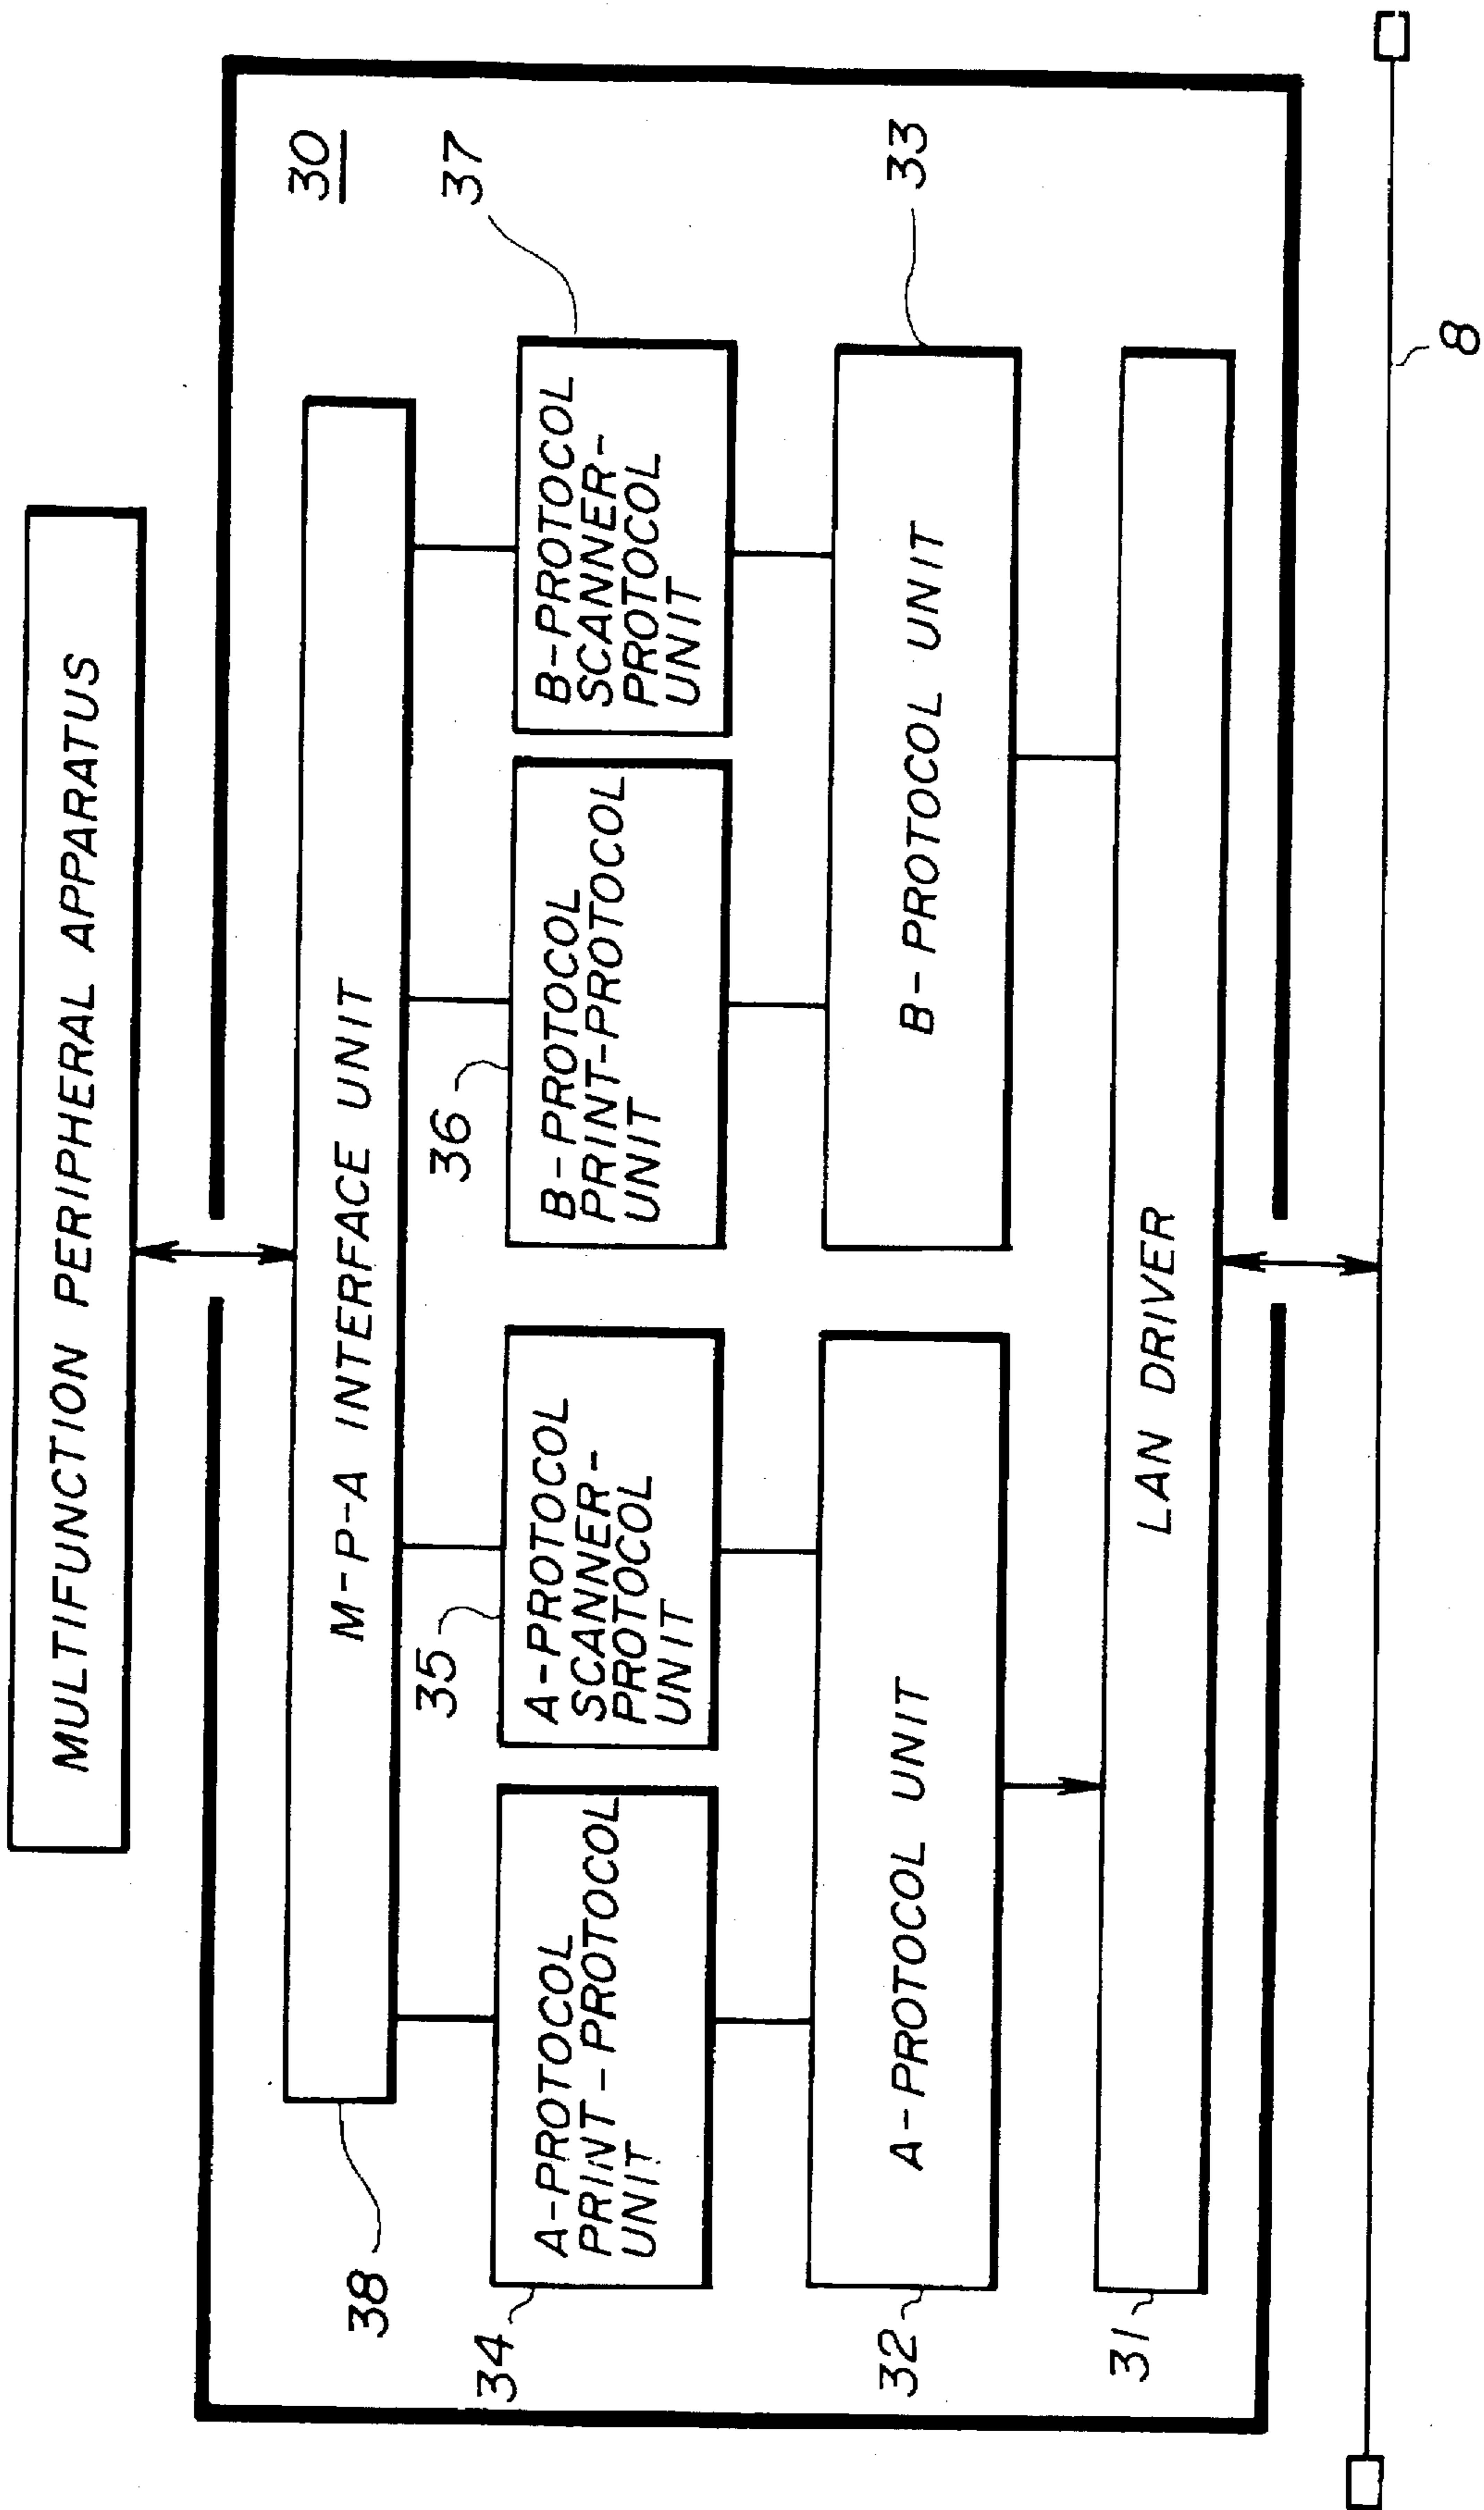 MULTIFUNCTION PERIPHERAL APPARATUS
30
M-P-A INTERFACE UNIT
38
35
36
37
34
A-PROTOCOL
PRINT-PROTOCOL
UNIT
A-PROTOCOL
SCANNER-
PROTOCOL
UNIT
B-PROTOCOL
PRINT-PROTOCOL
UNIT
B-PROTOCOL
SCANNER-
PROTOCOL
UNIT
32
A-PROTOCOL UNIT
B-PROTOCOL UNIT
33
31
LAN DRIVER
8